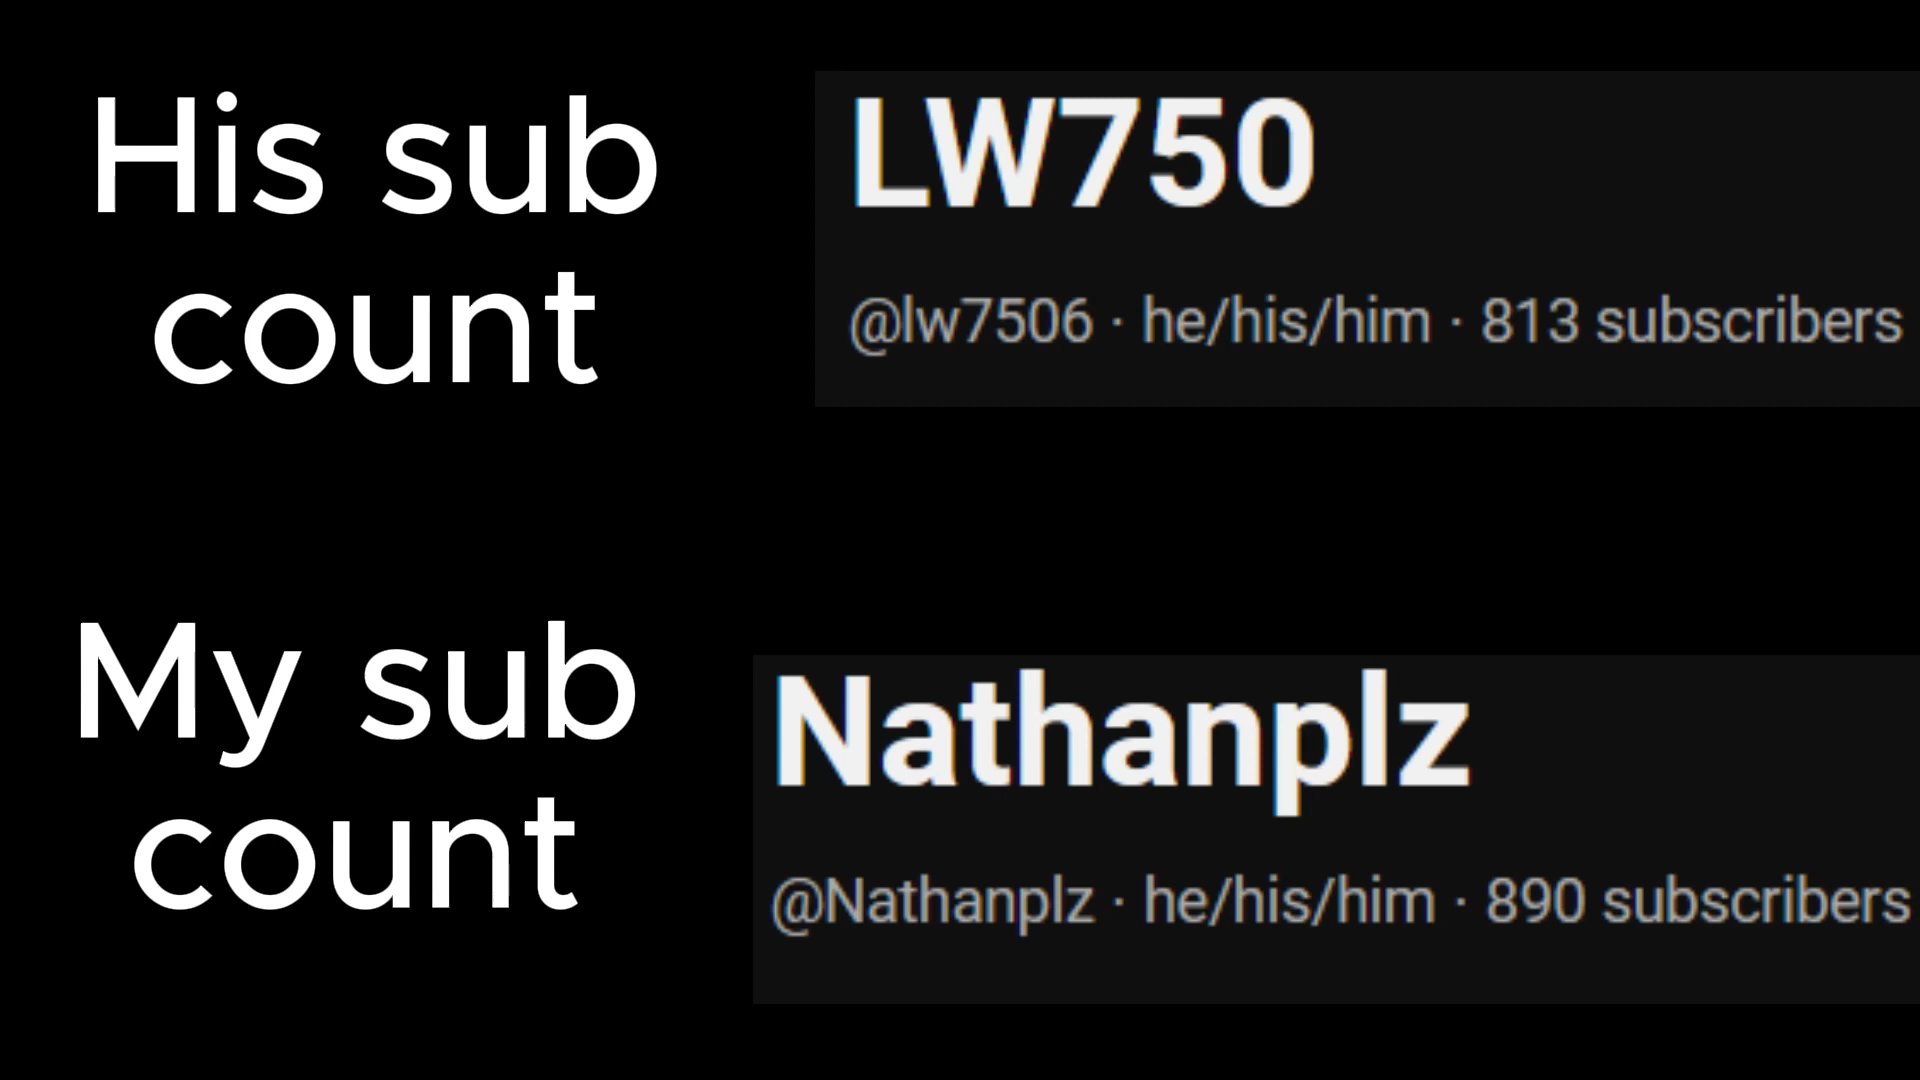 His sub
count
LW750
@lw7506 · he/his/him · 813 subscribers
My sub
count
Nathanplz
@Nathanplz · he/his/him · 890 subscribers